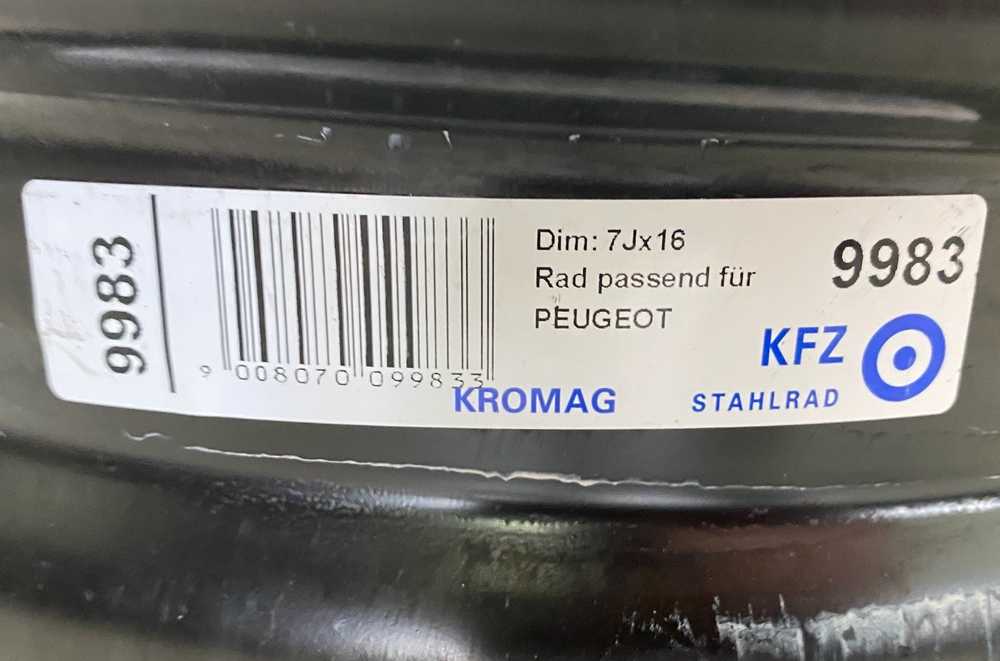 9983
9 008070 099833
Dim: 7Jx16
Rad passend für
PEUGEOT
9983
KROMAG
KFZ
STAHLRAD